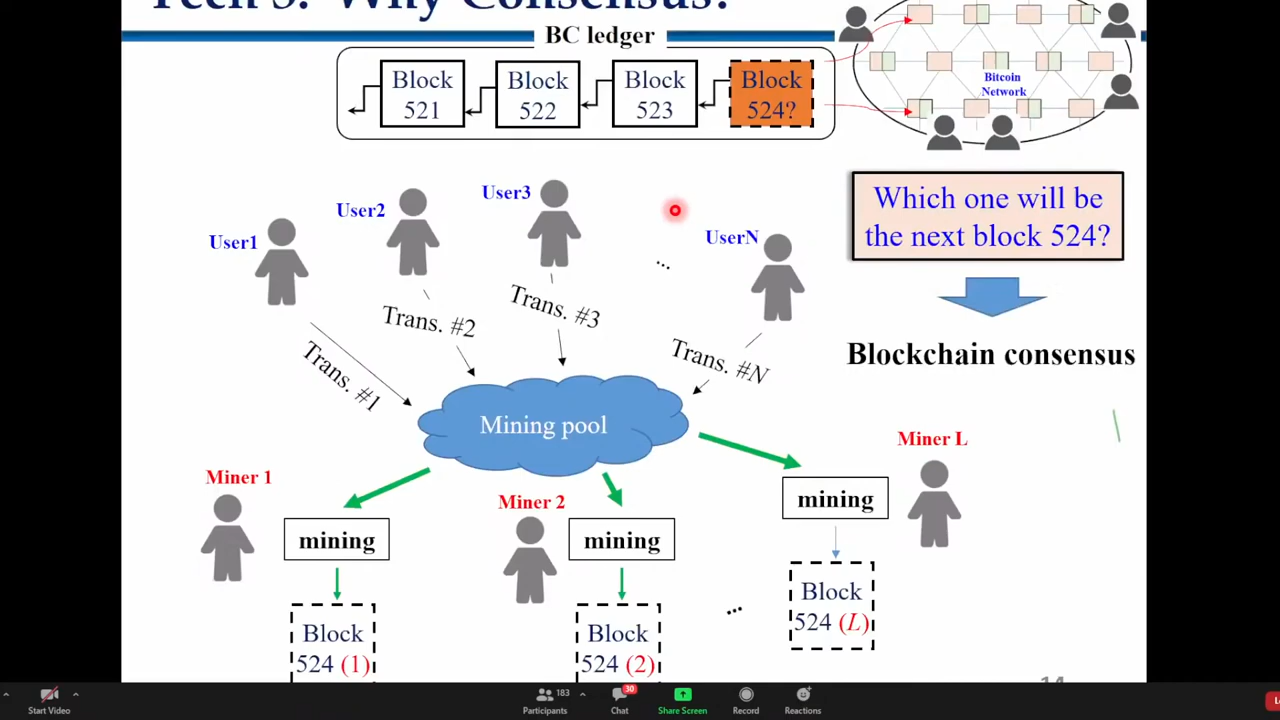 Tech 3: Why Consensus?
BC ledger
Block
521
Block
522
Block
523
Block
524?
Bitcoin
Network
Which one will be
the next block 524?
Blockchain consensus
User1
User2
User3
...
UserN
Trans. #1
Trans. #2
Trans. #3
Trans. #N
Mining pool
Miner 1
mining
Block
524 (1)
Miner 2
mining
Block
524 (2)
...
Miner L
mining
Block
524 (L)
14
Start Video
Participants
183
Chat
30
Share Screen
Record
Reactions